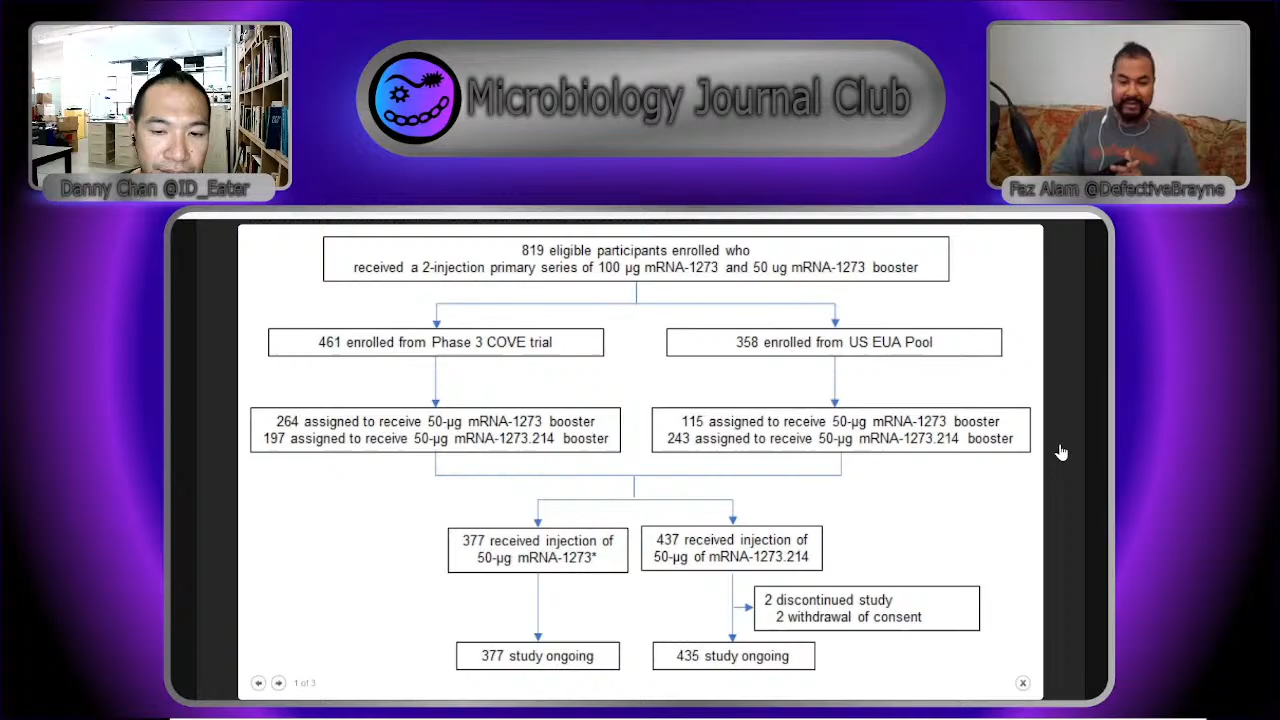 Microbiology Journal Club
Danny Chan @ID_Eater
Faz Alam @DefectiveBrayne
819 eligible participants enrolled who
received a 2-injection primary series of 100 µg mRNA-1273 and 50 ug mRNA-1273 booster
461 enrolled from Phase 3 COVE trial
358 enrolled from US EUA Pool
264 assigned to receive 50-µg mRNA-1273 booster
197 assigned to receive 50-µg mRNA-1273.214 booster
115 assigned to receive 50-µg mRNA-1273 booster
243 assigned to receive 50-µg mRNA-1273.214 booster
377 received injection of
50-µg mRNA-1273*
437 received injection of
50-µg of mRNA-1273.214
2 discontinued study
2 withdrawal of consent
377 study ongoing
435 study ongoing
1 of 3